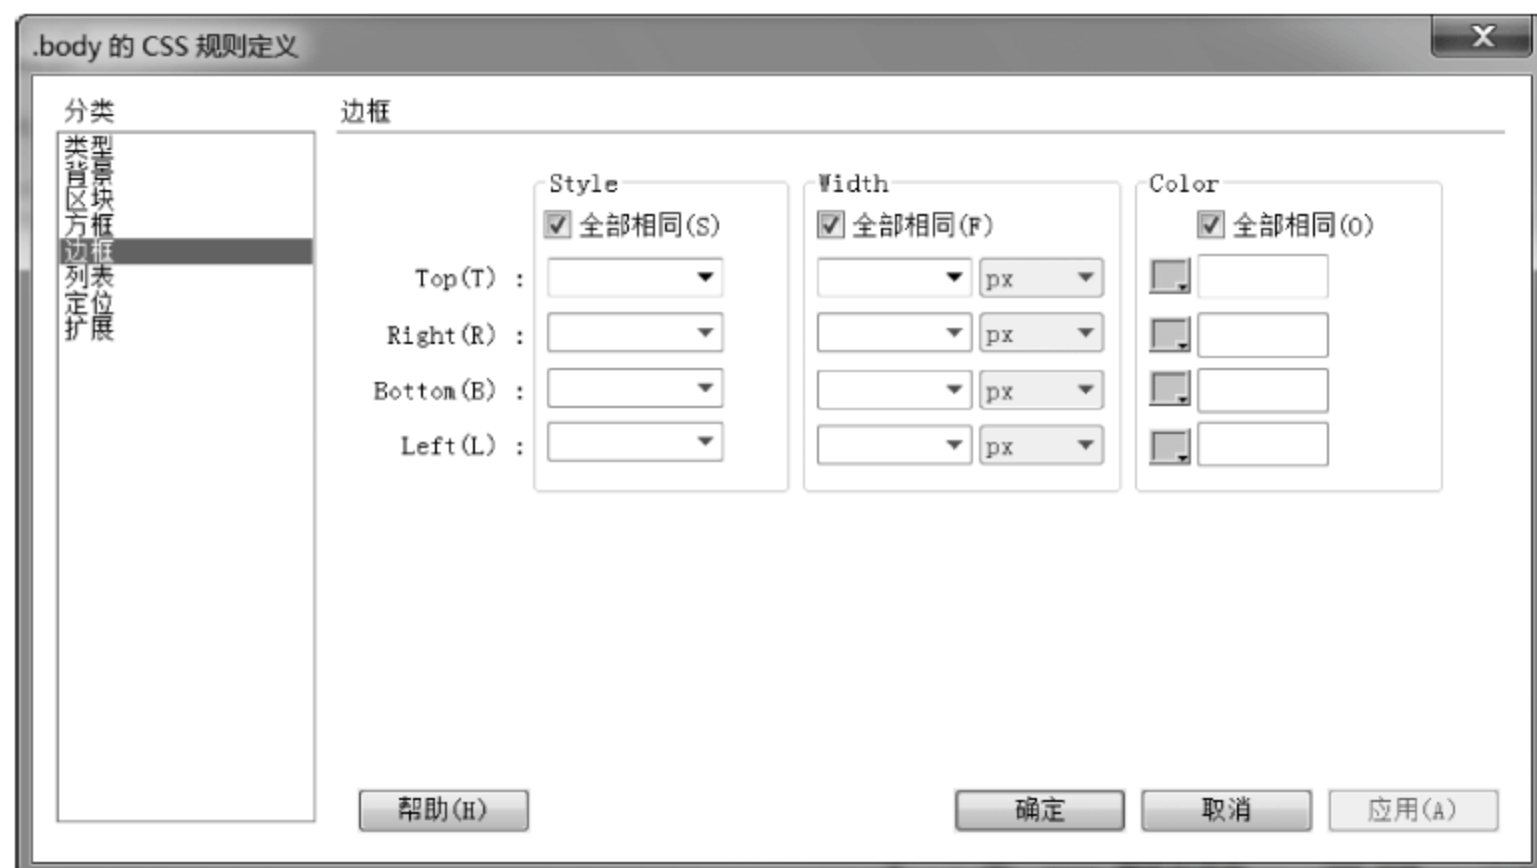 .body 的 CSS 规则定义
分类
类型
背景
区块
方框
边框
列表
定位
扩展
边框
Style
Width
Color
全部相同(S)
全部相同(F)
全部相同(O)
Top(T) :
px
Right(R) :
px
Bottom(B) :
px
Left(L) :
px
帮助(H)
确定
取消
应用(A)